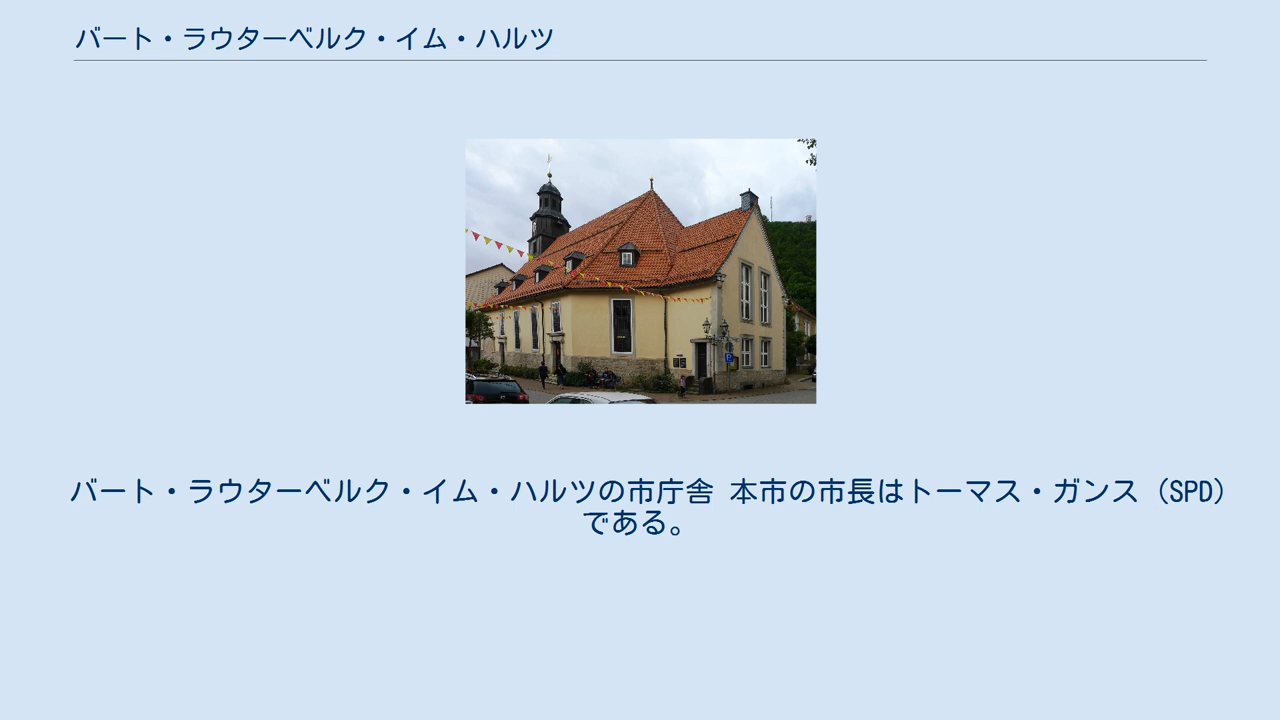 バート・ラウターベルク・イム・ハルツ
バート・ラウターベルク・イム・ハルツの市庁舎 本市の市長はトーマス・ガンス（SPD）
である。